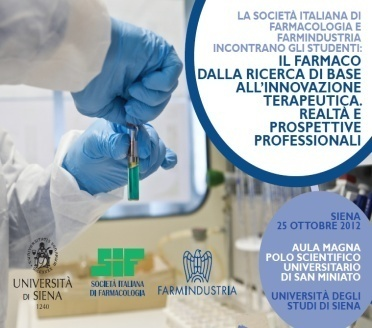 LA SOCIETÀ ITALIANA DI
FARMACOLOGIA E
FARMINDUSTRIA
INCONTRANO GLI STUDENTI:
IL FARMACO
DALLA RICERCA DI BASE
ALL'INNOVAZIONE
TERAPEUTICA.
REALTÀ E
PROSPETTIVE
PROFESSIONALI
SIENA
25 OTTOBRE 2012
AULA MAGNA
POLO SCIENTIFICO
UNIVERSITARIO
DI SAN MINIATO
UNIVERSITÀ DEGLI
STUDI DI SIENA
UNIVERSITÀ
DI SIENA
1240
SIF
SOCIETÀ ITALIANA
DI FARMACOLOGIA
FARMINDUSTRIA